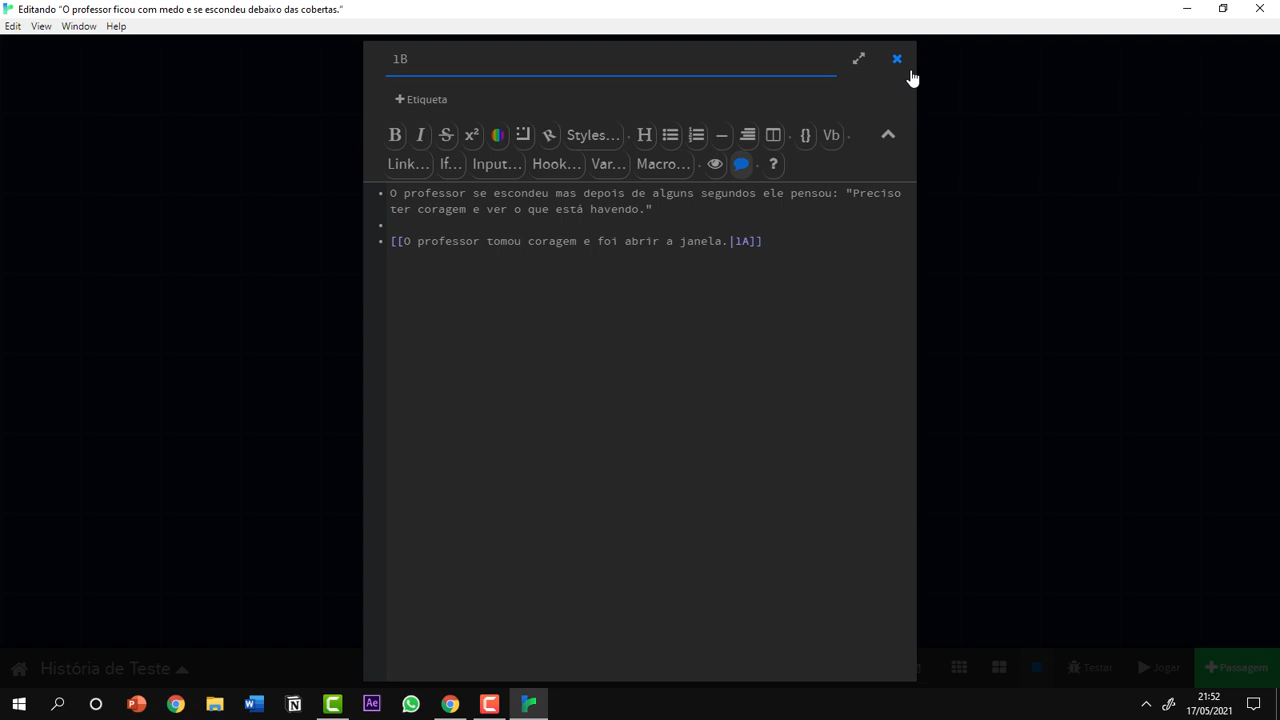 Editando "O professor ficou com medo e se escondeu debaixo das cobertas."
Edit View Window Help
1B
Etiqueta
B I S x² Styles... H {} Vb
Link... If... Input... Hook... Var... Macro... ?
O professor se escondeu mas depois de alguns segundos ele pensou: "Preciso
ter coragem e ver o que está havendo."
[[O professor tomou coragem e foi abrir a janela.|1A]]
História de Teste
Testar
Jogar
Passagem
21:52
17/05/2021